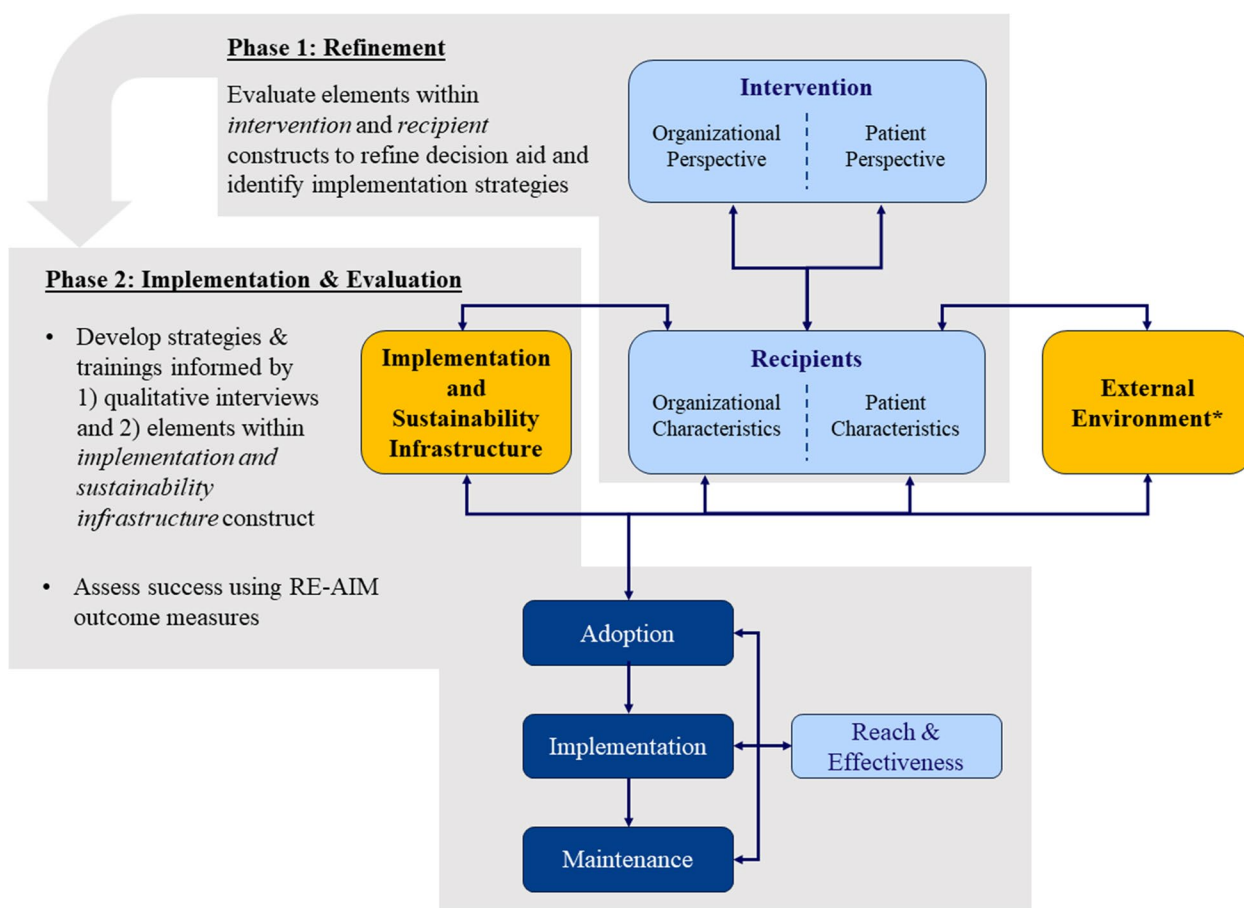 Phase 1: Refinement
Evaluate elements within
intervention and recipient
constructs to refine decision aid and
identify implementation strategies
Intervention
Organizational
Perspective
Patient
Perspective
Phase 2: Implementation & Evaluation
• Develop strategies &
trainings informed by
1) qualitative interviews
and 2) elements within
implementation and
sustainability
infrastructure construct
• Assess success using RE-AIM
outcome measures
Implementation
and
Sustainability
Infrastructure
Recipients
Organizational
Characteristics
Patient
Characteristics
External
Environment*
Adoption
Implementation
Maintenance
Reach &
Effectiveness